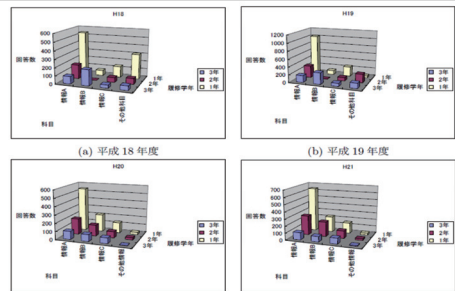 H18
600
500
400
300
200
100
0
回答数
1年
2年
3年
履修学年
情報A
情報B
情報C
その他科目
科目
3年
2年
1年
(a) 平成 18 年度
H19
1200
1000
800
600
400
200
0
回答数
1年
2年
3年
履修学年
情報A
情報B
情報C
その他科目
科目
3年
2年
1年
(b) 平成 19 年度
H20
600
500
400
300
200
100
0
回答数
1年
2年
3年
履修学年
情報A
情報B
情報C
その他情報
科目
3年
2年
1年
H21
700
600
500
400
300
200
100
0
回答数
1年
2年
3年
履修学年
情報A
情報B
情報C
その他情報
科目
3年
2年
1年